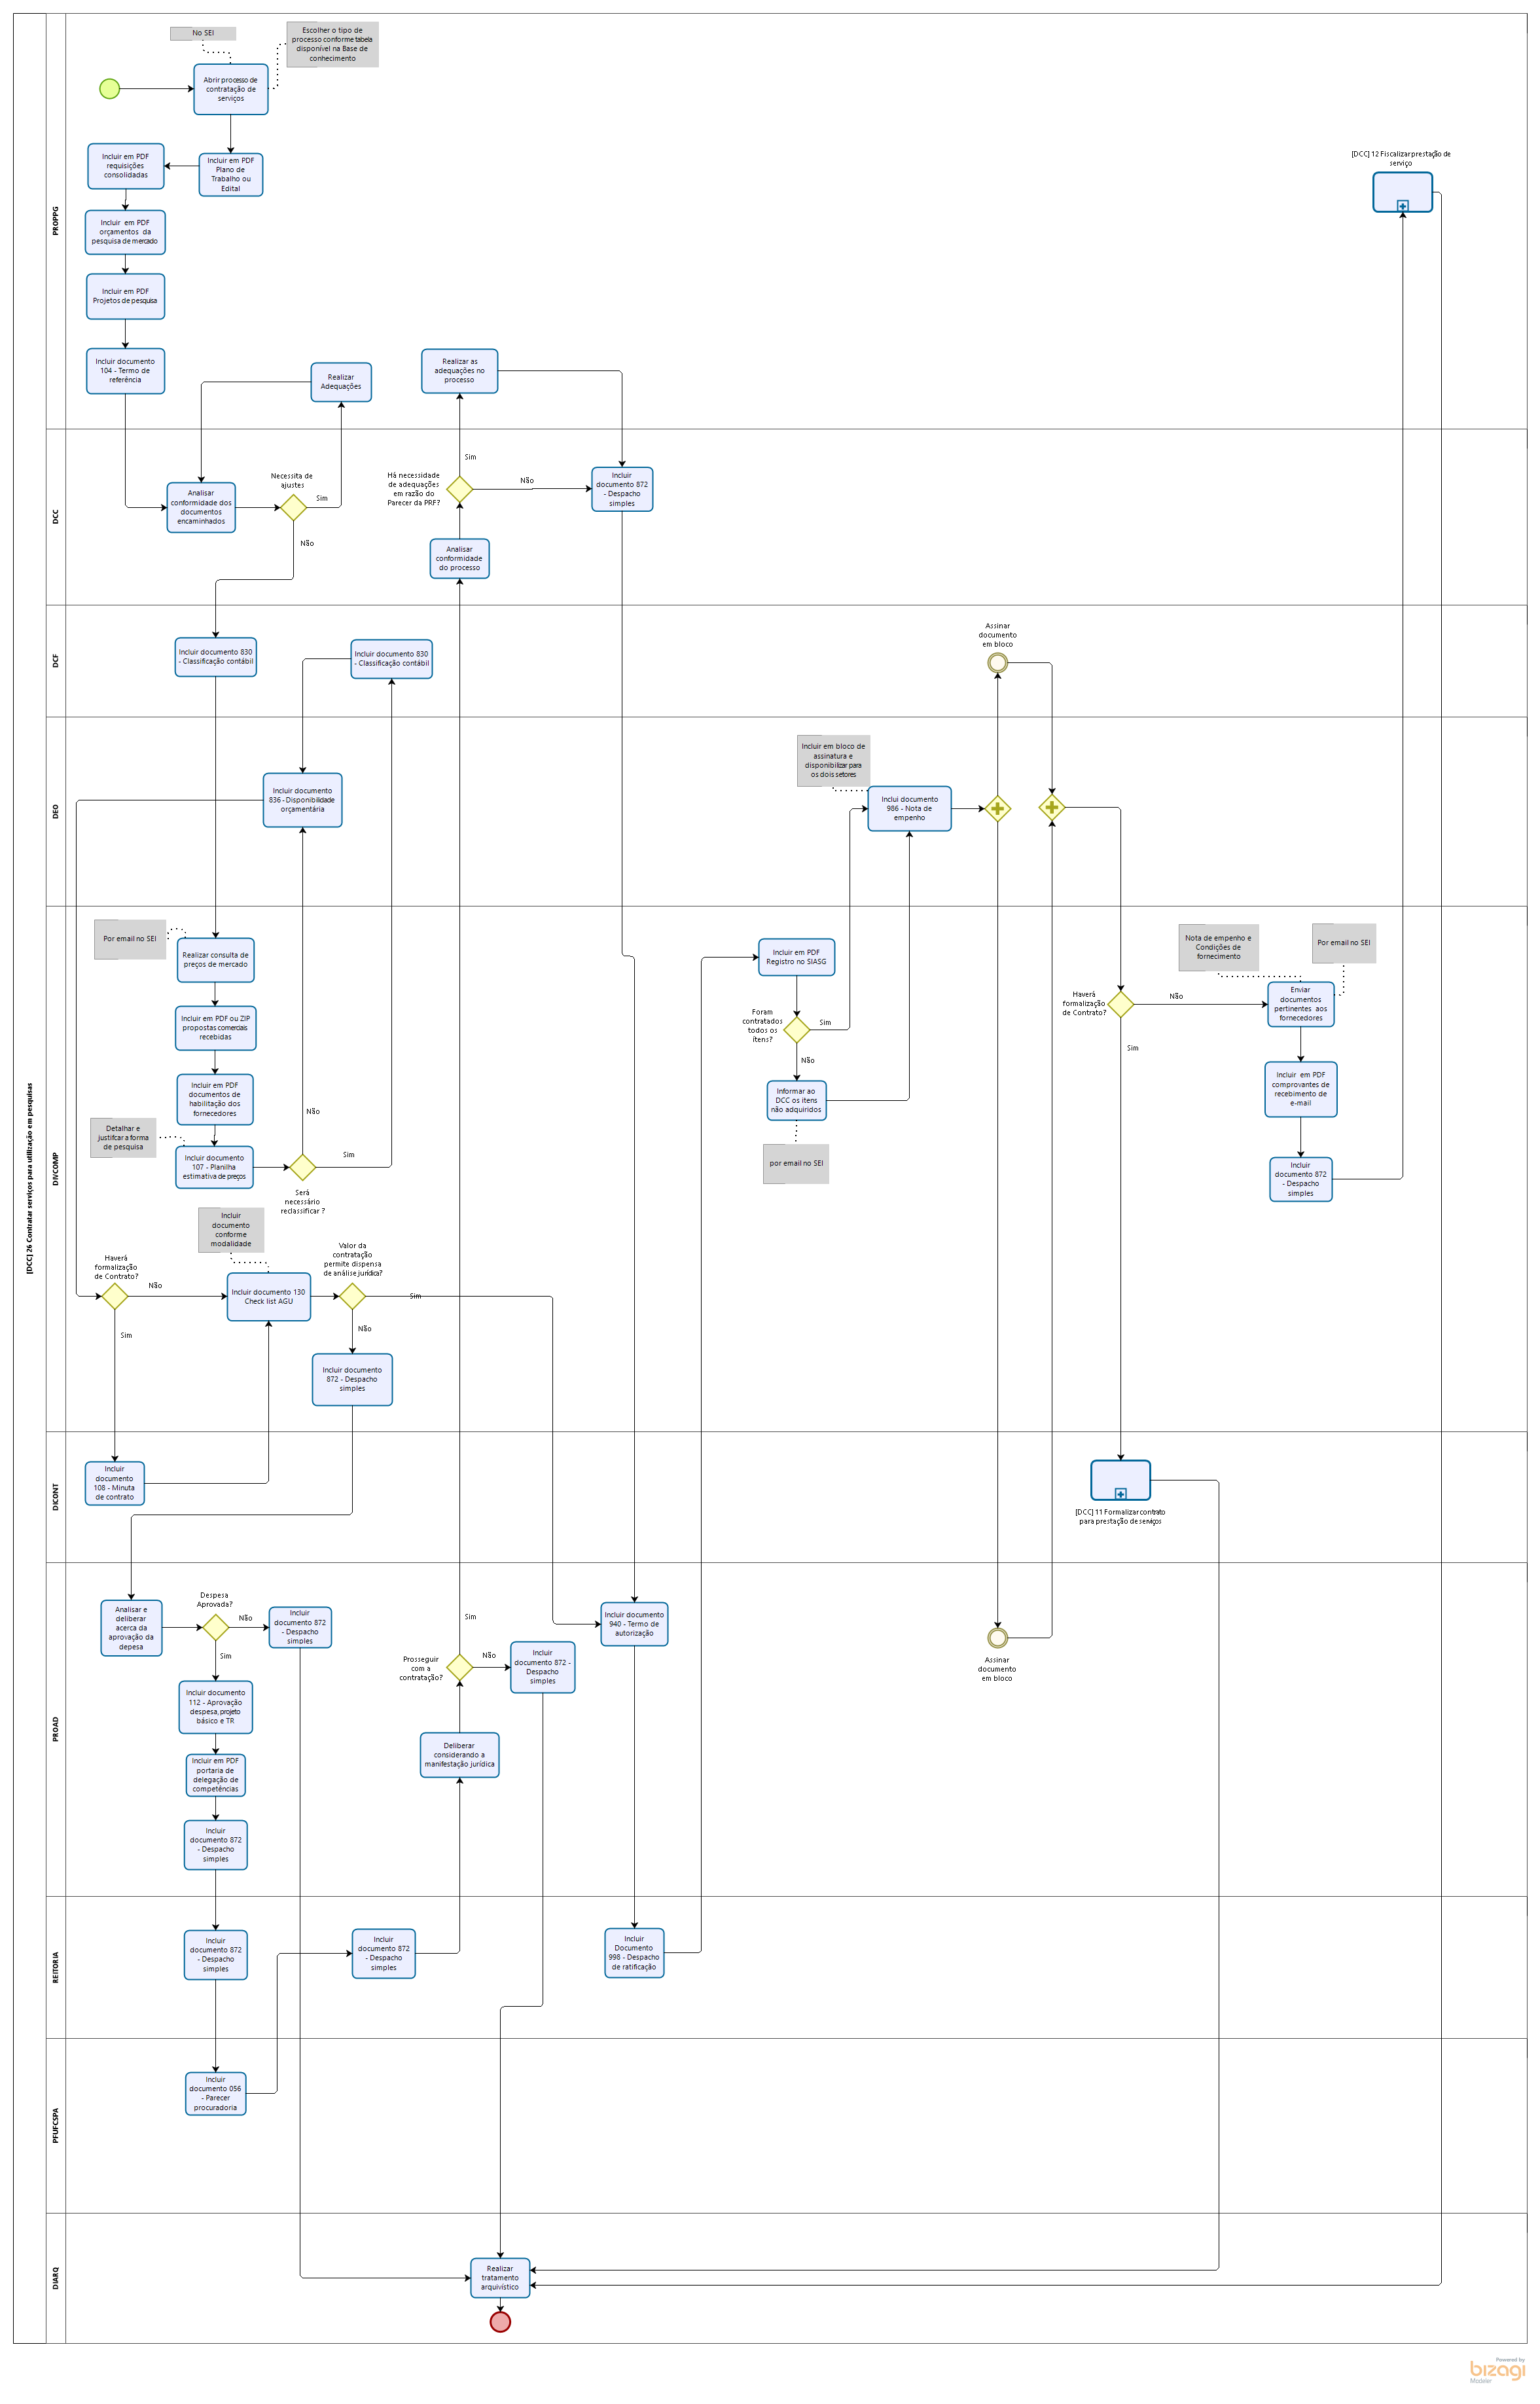 [DCC] 26 Contratar serviços para utilização em pesquisas
PROPPG
No SEI
Escolher o tipo de
processo conforme tabela
disponível na Base de
conhecimento
Abrir processo de
contratação de
serviços
Incluir em PDF
requisições
consolidadas
Incluir em PDF
Plano de
Trabalho ou
Edital
Incluir em PDF
orçamentos da
pesquisa de mercado
Incluir em PDF
Projetos de pesquisa
Incluir documento
104 - Termo de
referência
Realizar
Adequações
Realizar as
adequações no
processo
[DCC] 12 Fiscalizar prestação de
serviço
DCC
Analisar
conformidade dos
documentos
encaminhados
Necessita de
ajustes
Sim
Não
Há necessidade
de adequações
em razão do
Parecer da PRF?
Sim
Não
Analisar
conformidade
do processo
Incluir
documento 872
- Despacho
simples
DCF
Incluir documento 830
- Classificação contábil
Incluir documento 830
- Classificação contábil
Assinar
documento
em bloco
DEO
Incluir documento
836 - Disponibilidade
orçamentária
Incluir em bloco de
assinatura e
disponibilizar para
os dois setores
Inclui documento
986 - Nota de
empenho
DNCOMP
Por email no SEI
Realizar consulta de
preços de mercado
Incluir em PDF ou ZIP
propostas comerciais
recebidas
Incluir em PDF
documentos de
habilitação dos
fornecedores
Detalhar e
justifcar a forma
de pesquisa
Incluir documento
107 - Planilha
estimativa de preços
Não
Sim
Será
necessário
reclassificar ?
Incluir
documento
conforme
modalidade
Haverá
formalização
de Contrato?
Não
Sim
Incluir documento 130
Check list AGU
Valor da
contratação
permite dispensa
de análise jurídica?
Sim
Não
Incluir documento
872 - Despacho
simples
Incluir em PDF
Registro no SIASG
Foram
contratados
todos os
ítens?
Sim
Não
Informar ao
DCC os itens
não adquiridos
por email no SEI
Haverá
formalização
de Contrato?
Não
Sim
Nota de empenho e
Condições de
fornecimento
Por email no SEI
Enviar
documentos
pertinentes aos
fornecedores
Incluir em PDF
comprovantes de
recebimento de
e-mail
Incluir
documento 872
- Despacho
simples
DICONT
Incluir
documento
108 - Minuta
de contrato
[DCC] 11 Formalizar contrato
para prestação de serviços
PROAD
Analisar e
deliberar
acerca da
aprovação da
depesa
Despesa
Aprovada?
Não
Sim
Incluir
documento 872
- Despacho
simples
Incluir documento
112 - Aprovação
despesa, projeto
básico e TR
Incluir em PDF
portaria de
delegação de
competências
Incluir
documento 872
- Despacho
simples
Sim
Prosseguir
com a
contratação?
Não
Incluir
documento 872 -
Despacho
simples
Deliberar
considerando a
manifestação jurídica
Incluir documento
940 - Termo de
autorização
Assinar
documento
em bloco
REITORIA
Incluir
documento 872
- Despacho
simples
Incluir
documento 872
- Despacho
simples
Incluir
Documento
998 - Despacho
de ratificação
PFUFCSPA
Incluir
documento 056
- Parecer
procuradoria
DIARQ
Realizar
tratamento
arquivístico
Powered by
bizagi
Modeler